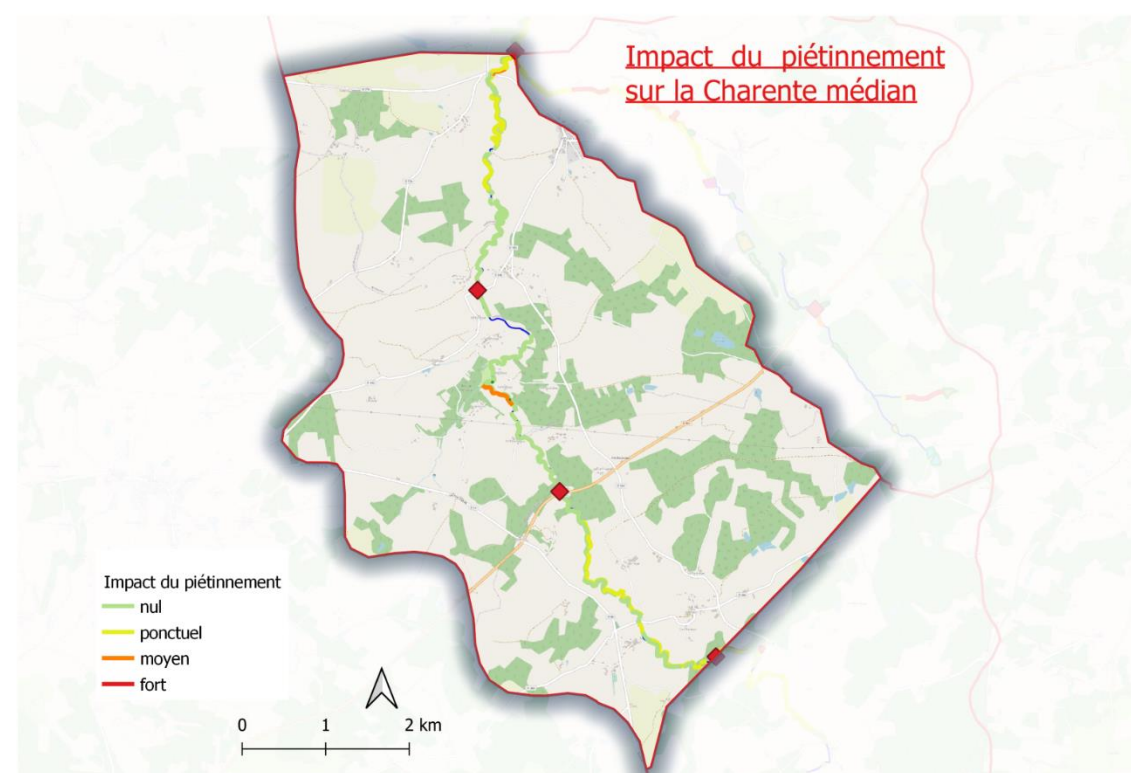 Impact du piétinnement
sur la Charente médian
Impact du piétinnement
nul
ponctuel
moyen
fort
0 1 2 km